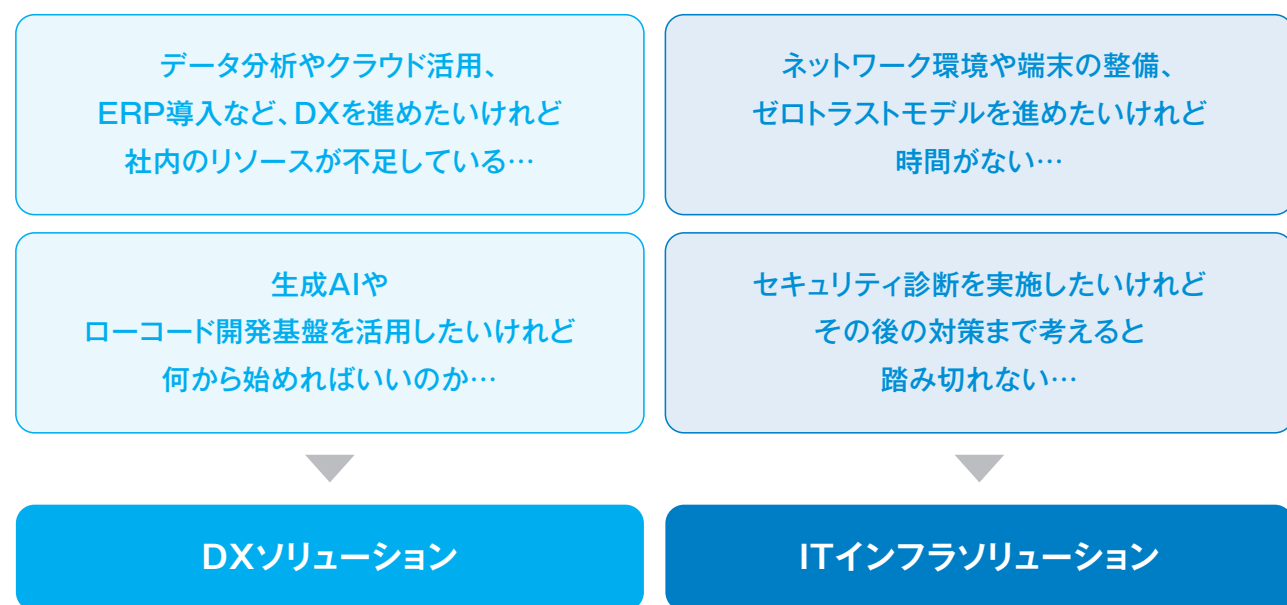 データ分析やクラウド活用、
ERP導入など、DXを進めたいけれど
社内のリソースが不足している…
ネットワーク環境や端末の整備、
ゼロトラストモデルを進めたいけれど
時間がない…
生成AIや
ローコード開発基盤を活用したいけれど
何から始めればいいのか…
セキュリティ診断を実施したいけれど
その後の対策まで考えると
踏み切れない…
DXソリューション
ITインフラソリューション